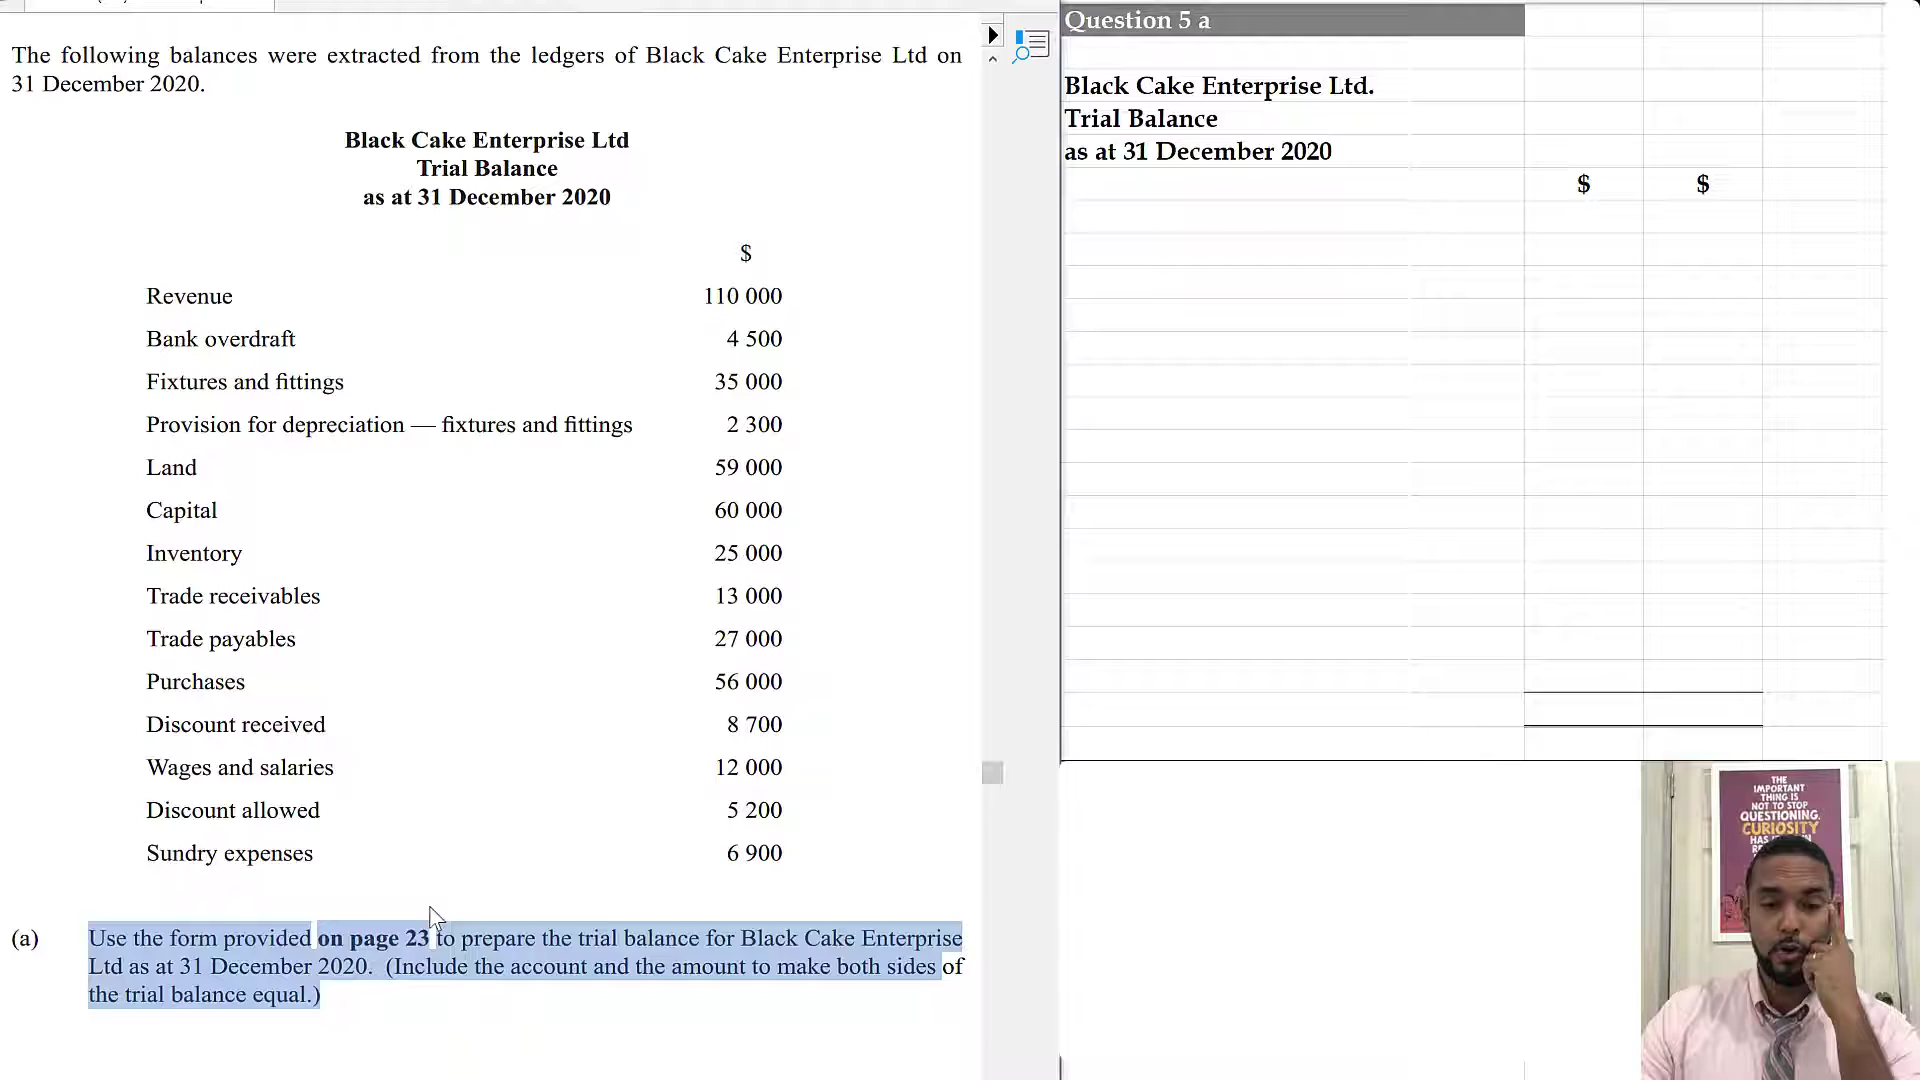 The following balances were extracted from the ledgers of Black Cake Enterprise Ltd on
31 December 2020.
Black Cake Enterprise Ltd
Trial Balance
as at 31 December 2020
$
Revenue 110 000
Bank overdraft 4 500
Fixtures and fittings 35 000
Provision for depreciation — fixtures and fittings 2 300
Land 59 000
Capital 60 000
Inventory 25 000
Trade receivables 13 000
Trade payables 27 000
Purchases 56 000
Discount received 8 700
Wages and salaries 12 000
Discount allowed 5 200
Sundry expenses 6 900
(a) Use the form provided on page 23 to prepare the trial balance for Black Cake Enterprise
Ltd as at 31 December 2020. (Include the account and the amount to make both sides of
the trial balance equal.)
Question 5 a
Black Cake Enterprise Ltd.
Trial Balance
as at 31 December 2020
$ $
THE
IMPORTANT
THING IS
NOT TO STOP
QUESTIONING.
CURIOSITY
HAS